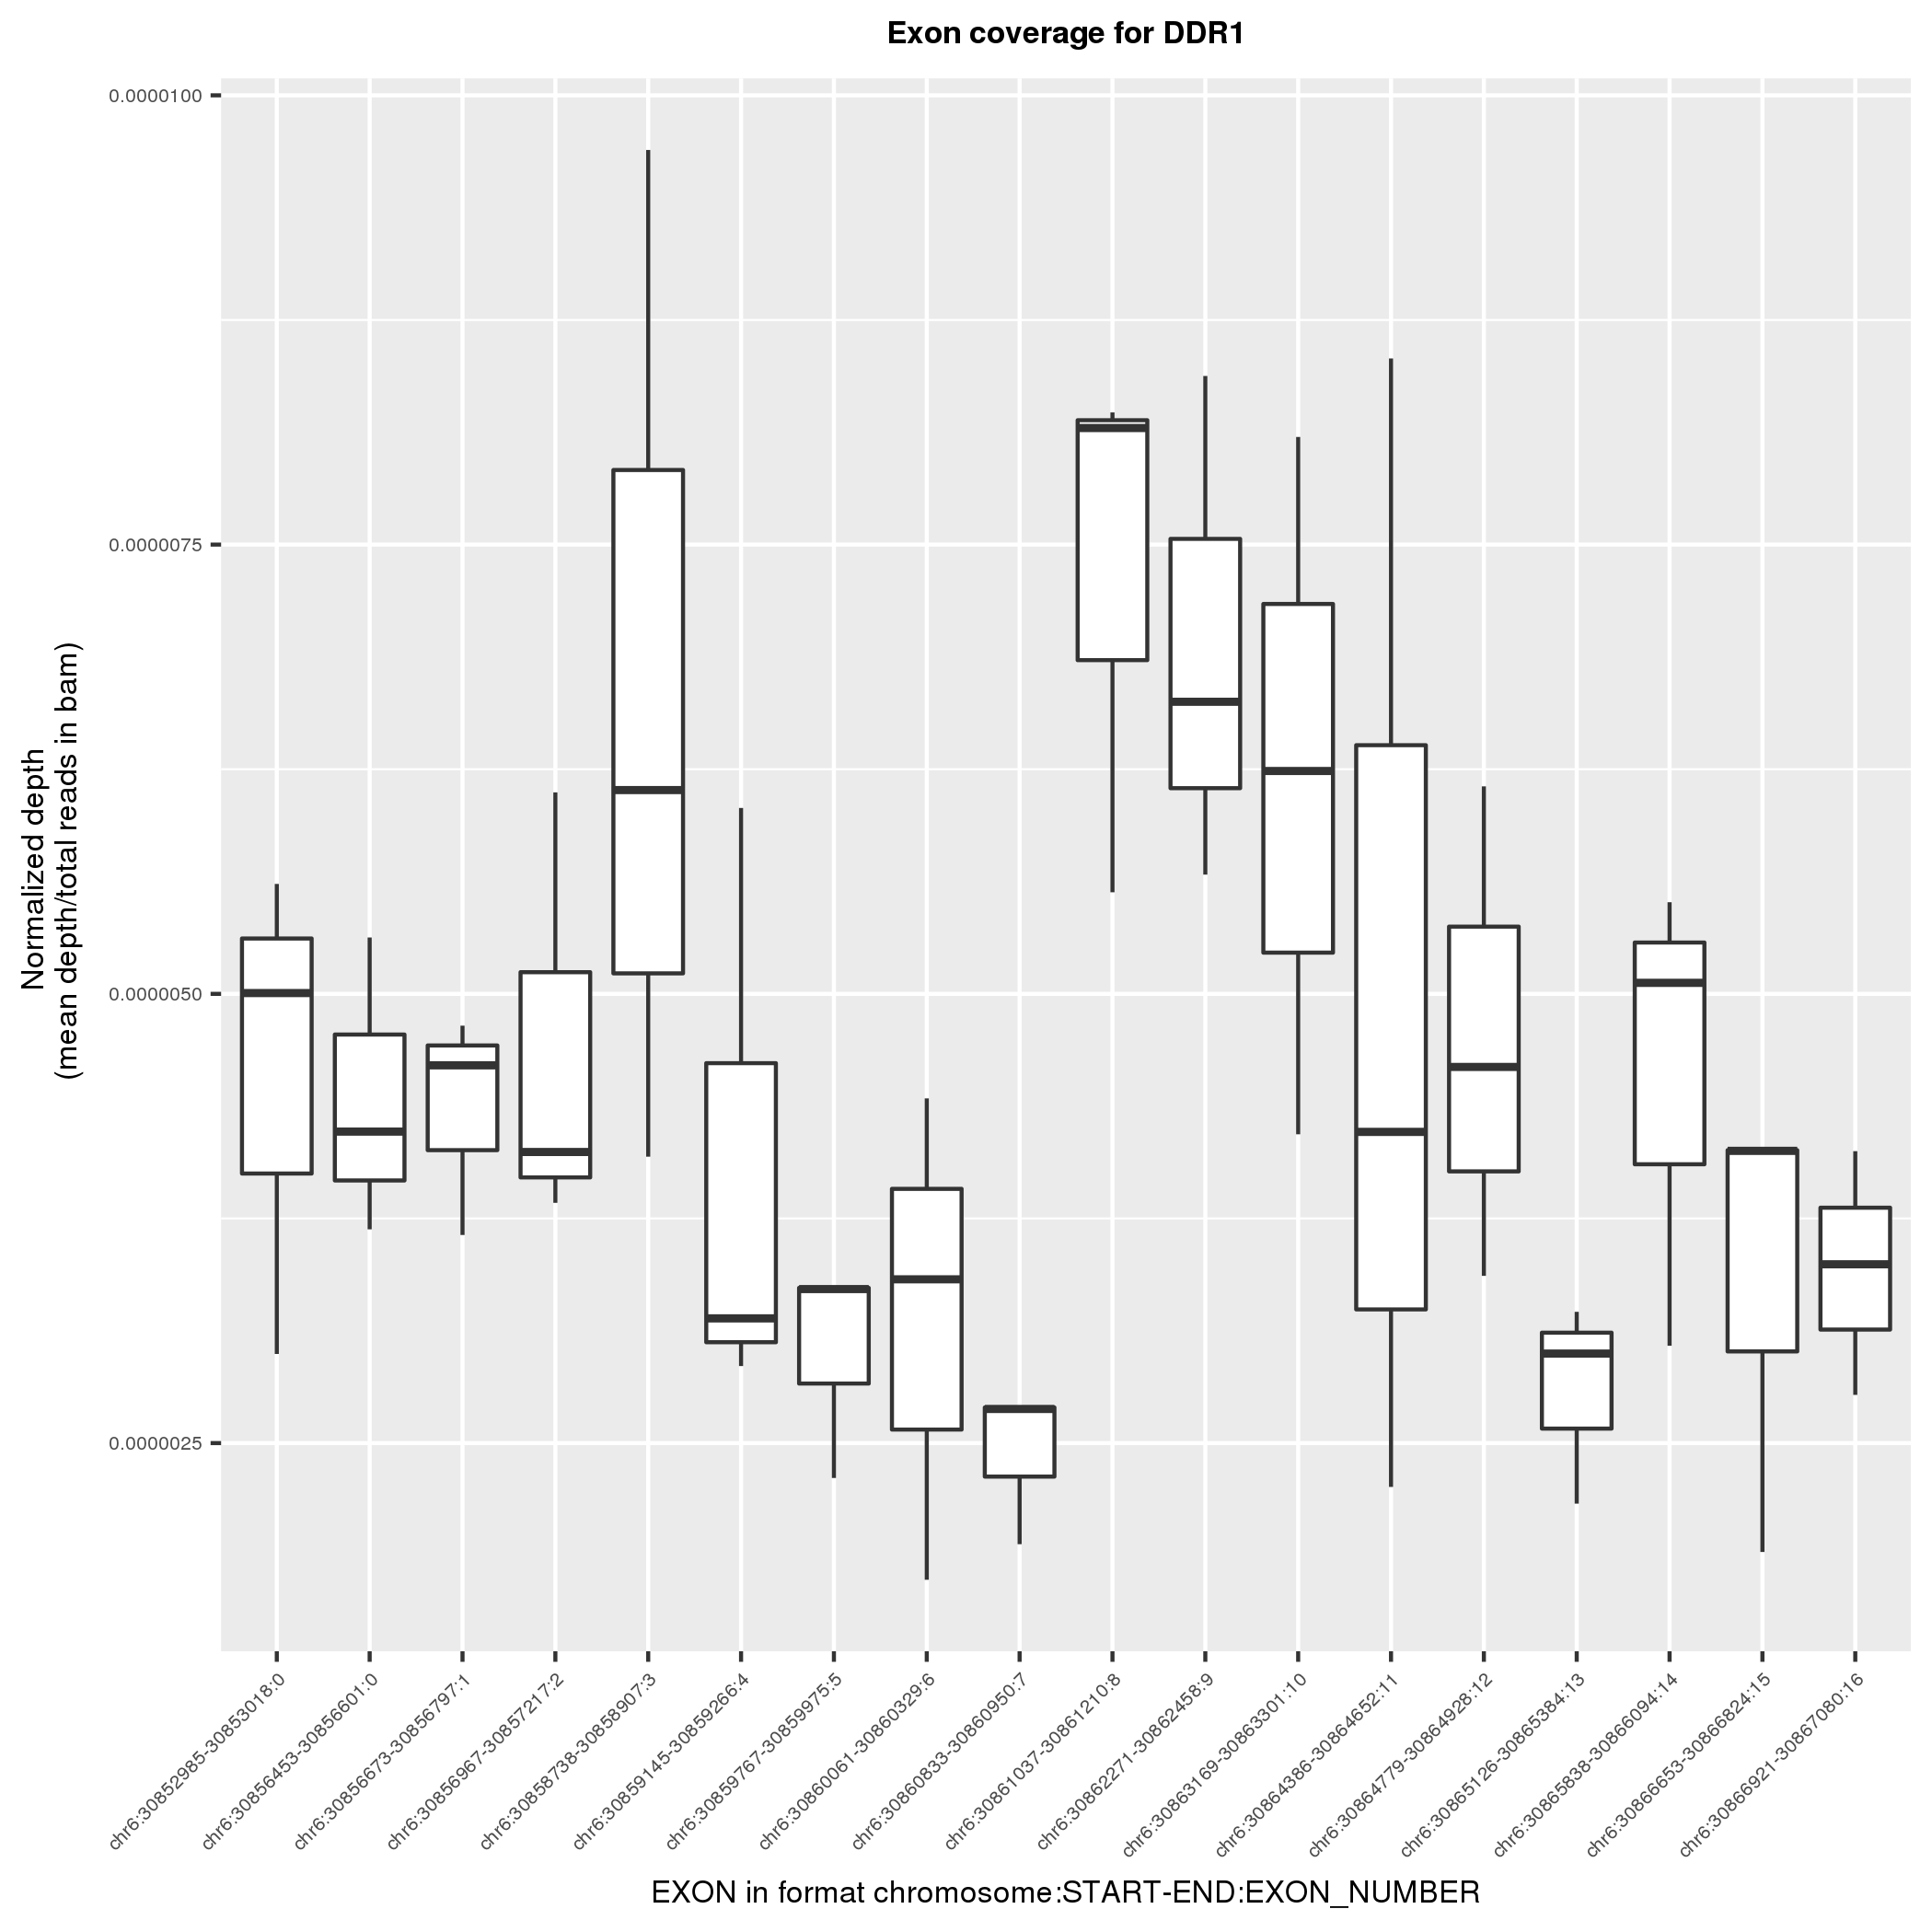 Exon coverage for DDR1
0.0000100
0.0000075
0.0000050
0.0000025
Normalized depth
(mean depth/total reads in bam)
chr6:30852985-30853018:0
chr6:30856453-30856601:0
chr6:30856673-30856797:1
chr6:30856967-30857217:2
chr6:30858738-30858907:3
chr6:30859145-30859266:4
chr6:30859767-30859975:5
chr6:30860061-30860329:6
chr6:30860833-30860950:7
chr6:30861037-30861210:8
chr6:30862271-30862458:9
chr6:30863169-30863301:10
chr6:30864386-30864652:11
chr6:30864779-30864928:12
chr6:30865126-30865384:13
chr6:30865838-30866094:14
chr6:30866653-30866824:15
chr6:30866921-30867080:16
EXON in format chromosome:START-END:EXON_NUMBER